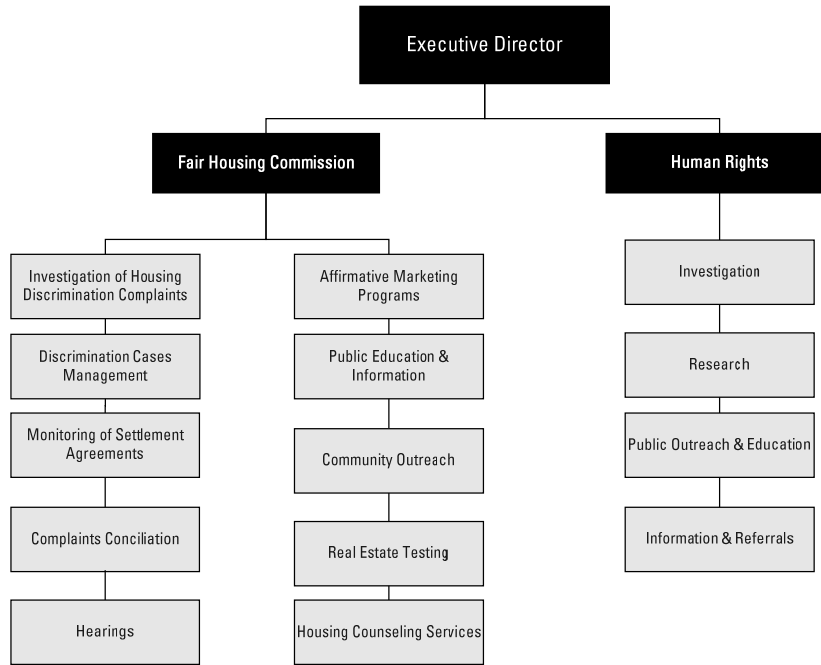 Executive Director
Fair Housing Commission
Human Rights
Investigation of Housing
Discrimination Complaints
Discrimination Cases
Management
Monitoring of Settlement
Agreements
Complaints Conciliation
Hearings
Affirmative Marketing
Programs
Public Education &
Information
Community Outreach
Real Estate Testing
Housing Counseling Services
Investigation
Research
Public Outreach & Education
Information & Referrals